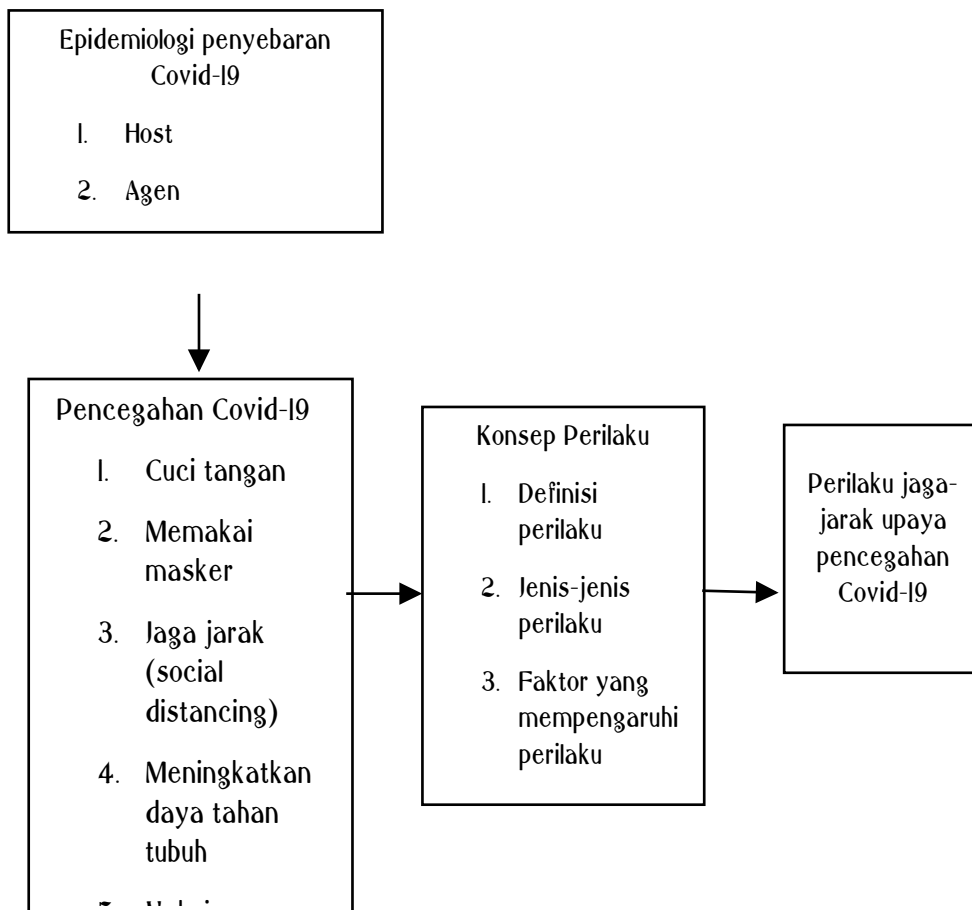 Epidemiologi penyebaran
Covid-19
1. Host
2. Agen
Pencegahan Covid-19
1. Cuci tangan
2. Memakai
masker
3. Jaga jarak
(social
distancing)
4. Meningkatkan
daya tahan
tubuh
Konsep Perilaku
1. Definisi
perilaku
2. Jenis-jenis
perilaku
3. Faktor yang
mempengaruhi
perilaku
Perilaku jaga-
jarak upaya
pencegahan
Covid-19